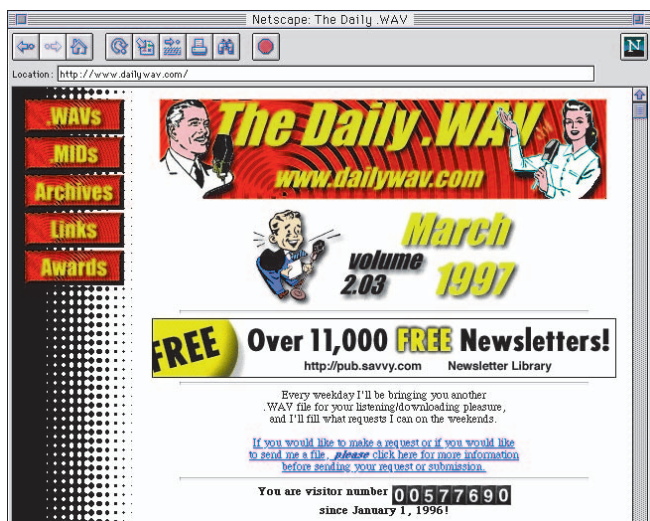 Netscape: The Daily .WAV
Location: http://www.dailywav.com/
N
.WAVs
.MIDs
Archives
Links
Awards
The Daily .WAV
www.dailywav.com
March
volume
2.03
1997
FREE
Over 11,000 FREE Newsletters!
http://pub.savvy.com Newsletter Library
Every weekday I'll be bringing you another
.WAV file for your listening/downloading pleasure,
and I'll fill what requests I can on the weekends.
If you would like to make a request or if you would like
to send me a file, please click here for more information
before sending your request or submission.
You are visitor number 00577690
since January 1, 1996!